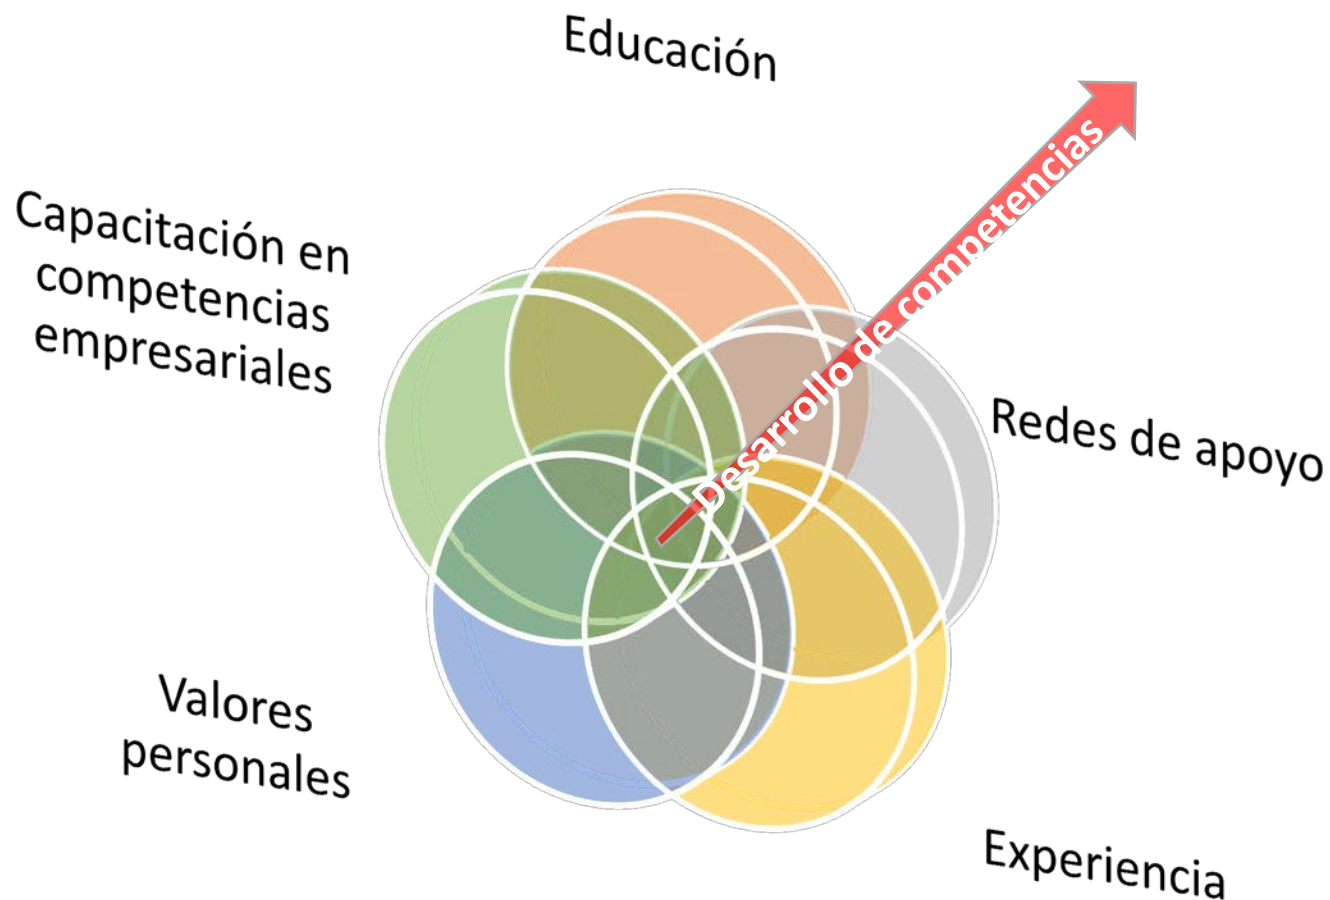 Educación
Desarrollo de competencias
Capacitación en
competencias
empresariales
Redes de apoyo
Valores
personales
Experiencia